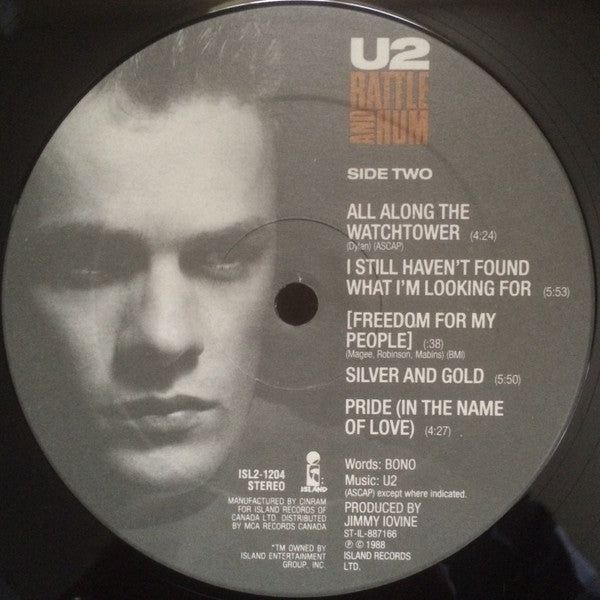 U2
RATTLE
AND HUM
SIDE TWO
ALL ALONG THE
WATCHTOWER (4:24)
(Dylan) (ASCAP)
I STILL HAVEN'T FOUND
WHAT I'M LOOKING FOR (5:53)
[FREEDOM FOR MY
PEOPLE] (:38)
(Magee, Robinson, Mabins) (BMI)
SILVER AND GOLD (5:50)
PRIDE (IN THE NAME
OF LOVE) (4:27)
ISL2-1204
STEREO
ISLAND
MANUFACTURED BY CINRAM
FOR ISLAND RECORDS OF
CANADA LTD. DISTRIBUTED
BY MCA RECORDS CANADA
*TM OWNED BY
ISLAND ENTERTAINMENT
GROUP, INC.
Words: BONO
Music: U2
(ASCAP) except where indicated.
PRODUCED BY
JIMMY IOVINE
ST-IL-887166
℗ © 1988
ISLAND RECORDS
LTD.